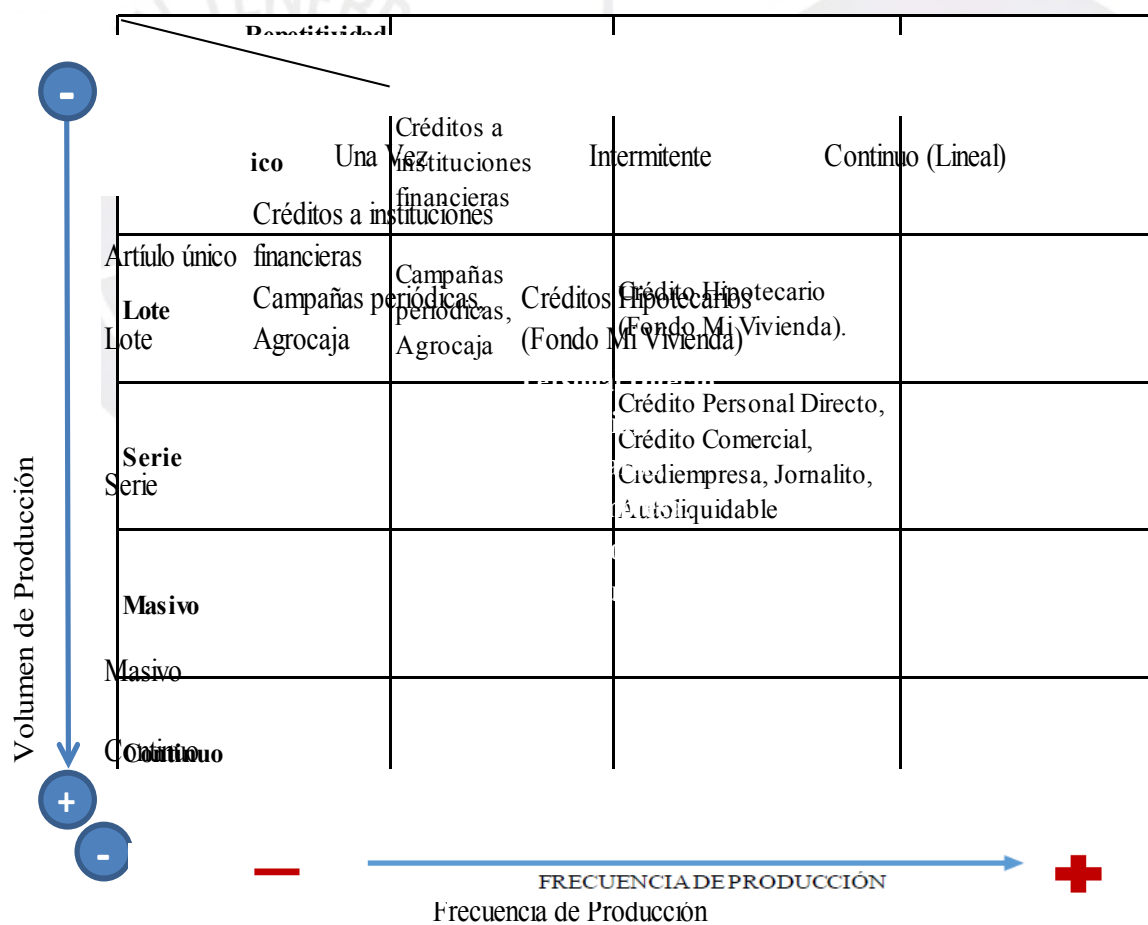 TENEBR
Repetitividad
-
Créditos a
instituciones
financieras
ico
Una Vez
Intermitente
Continuo (Lineal)
Créditos a instituciones
financieras
Artíulo único
Campañas
periódicas,
Agrocaja
Crédito Hipotecario
(Fondo Mi Vivienda).
Lote
Campañas periódicas,
Agrocaja
Créditos Hipotecarios
(Fondo Mi Vivienda)
Lote
Crédito Personal Directo,
Crédito Comercial,
Crediempresa, Jornalito,
Autoliquidable
Serie
Serie
Masivo
Masivo
Continuo
Continuo
Volumen de Producción
+
-
FRECUENCIA DE PRODUCCIÓN
Frecuencia de Producción